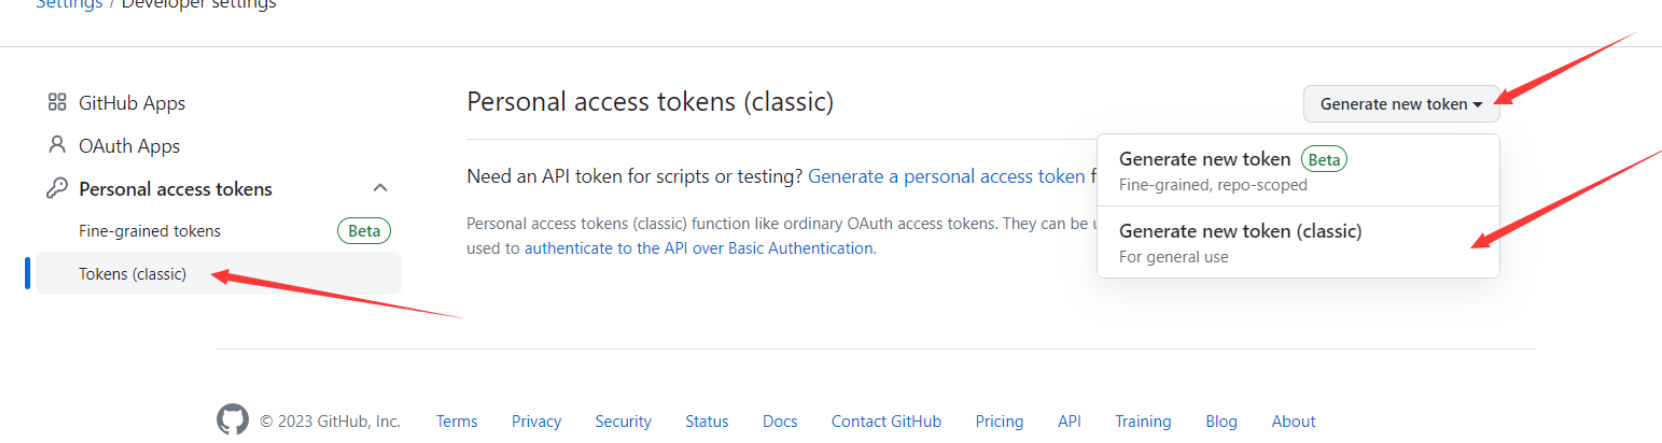 Settings / Developer settings
GitHub Apps
OAuth Apps
Personal access tokens
Fine-grained tokens Beta
Tokens (classic)
Personal access tokens (classic)
Generate new token
Need an API token for scripts or testing? Generate a personal access token f
Personal access tokens (classic) function like ordinary OAuth access tokens. They can be u
used to authenticate to the API over Basic Authentication.
Generate new token Beta
Fine-grained, repo-scoped
Generate new token (classic)
For general use
© 2023 GitHub, Inc. Terms Privacy Security Status Docs Contact GitHub Pricing API Training Blog About